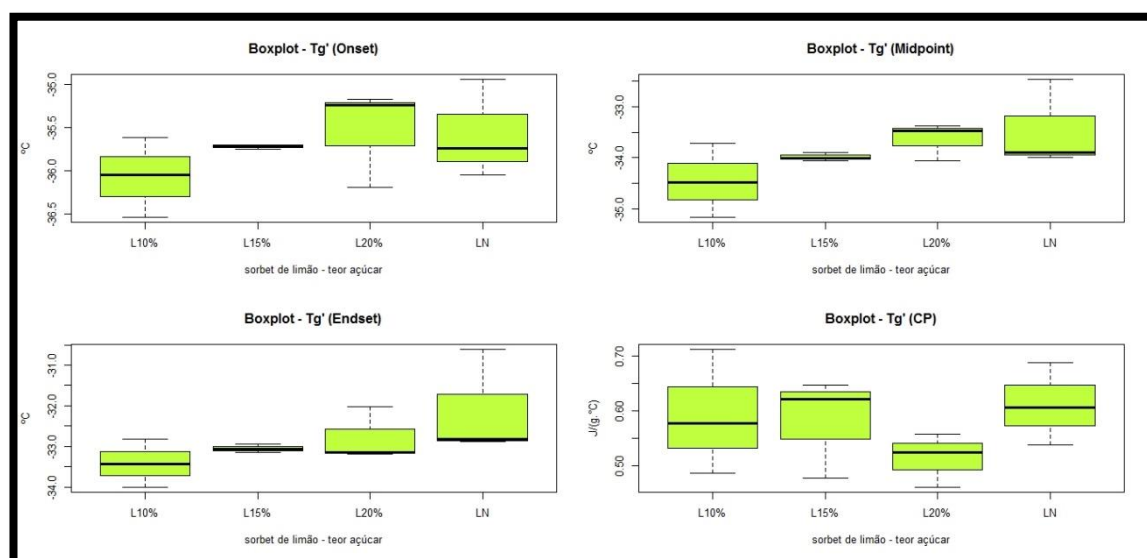 Boxplot - Tg' (Onset)
ºC
-35.0
-35.5
-36.0
-36.5
L10% L15% L20% LN
sorbet de limão - teor açúcar
Boxplot - Tg' (Midpoint)
ºC
-33.0
-34.0
-35.0
L10% L15% L20% LN
sorbet de limão - teor açúcar
Boxplot - Tg' (Endset)
ºC
-31.0
-32.0
-33.0
-34.0
L10% L15% L20% LN
sorbet de limão - teor açúcar
Boxplot - Tg' (CP)
J/(g. ºC)
0.70
0.60
0.50
L10% L15% L20% LN
sorbet de limão - teor açúcar